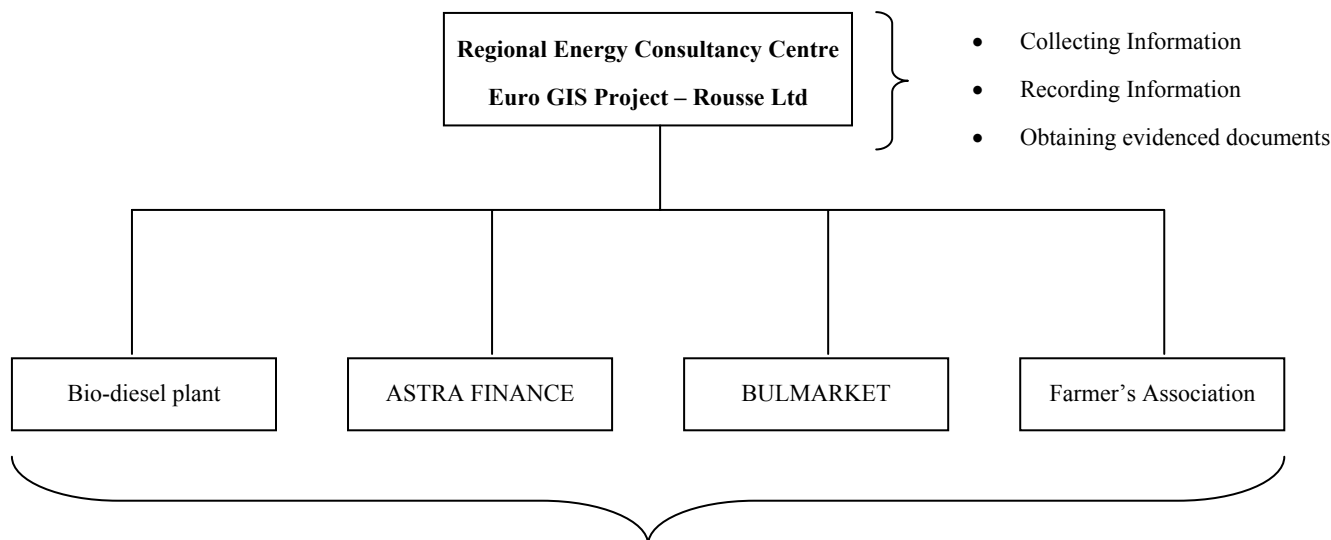 Regional Energy Consultancy Centre
Euro GIS Project – Rousse Ltd
• Collecting Information
• Recording Information
• Obtaining evidenced documents
Bio-diesel plant
ASTRA FINANCE
BULMARKET
Farmer’s Association